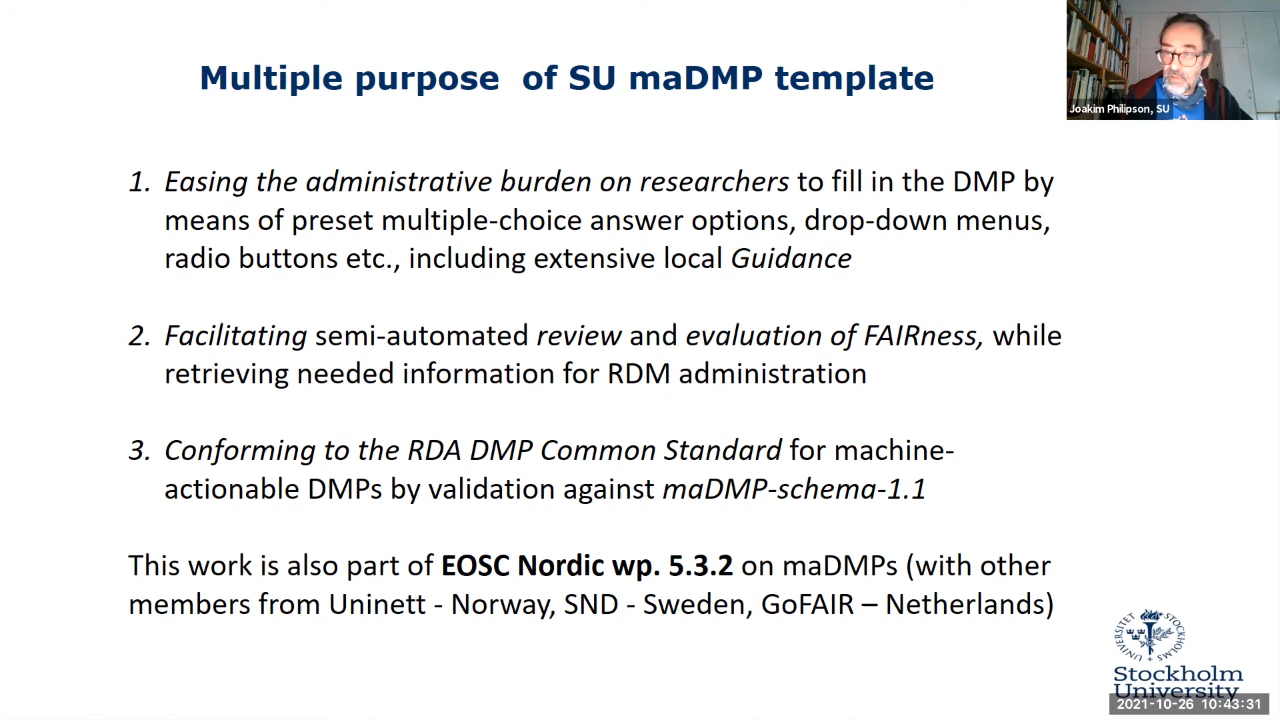 Multiple purpose  of SU maDMP template
Joakim Philipson, SU
1. Easing the administrative burden on researchers to fill in the DMP by
means of preset multiple-choice answer options, drop-down menus,
radio buttons etc., including extensive local Guidance
2. Facilitating semi-automated review and evaluation of FAIRness, while
retrieving needed information for RDM administration
3. Conforming to the RDA DMP Common Standard for machine-
actionable DMPs by validation against maDMP-schema-1.1
This work is also part of EOSC Nordic wp. 5.3.2 on maDMPs (with other
members from Uninett - Norway, SND - Sweden, GoFAIR – Netherlands)
STOCKHOLMS UNIVERSITET
Stockholm
University
2021-10-26 10:43:31